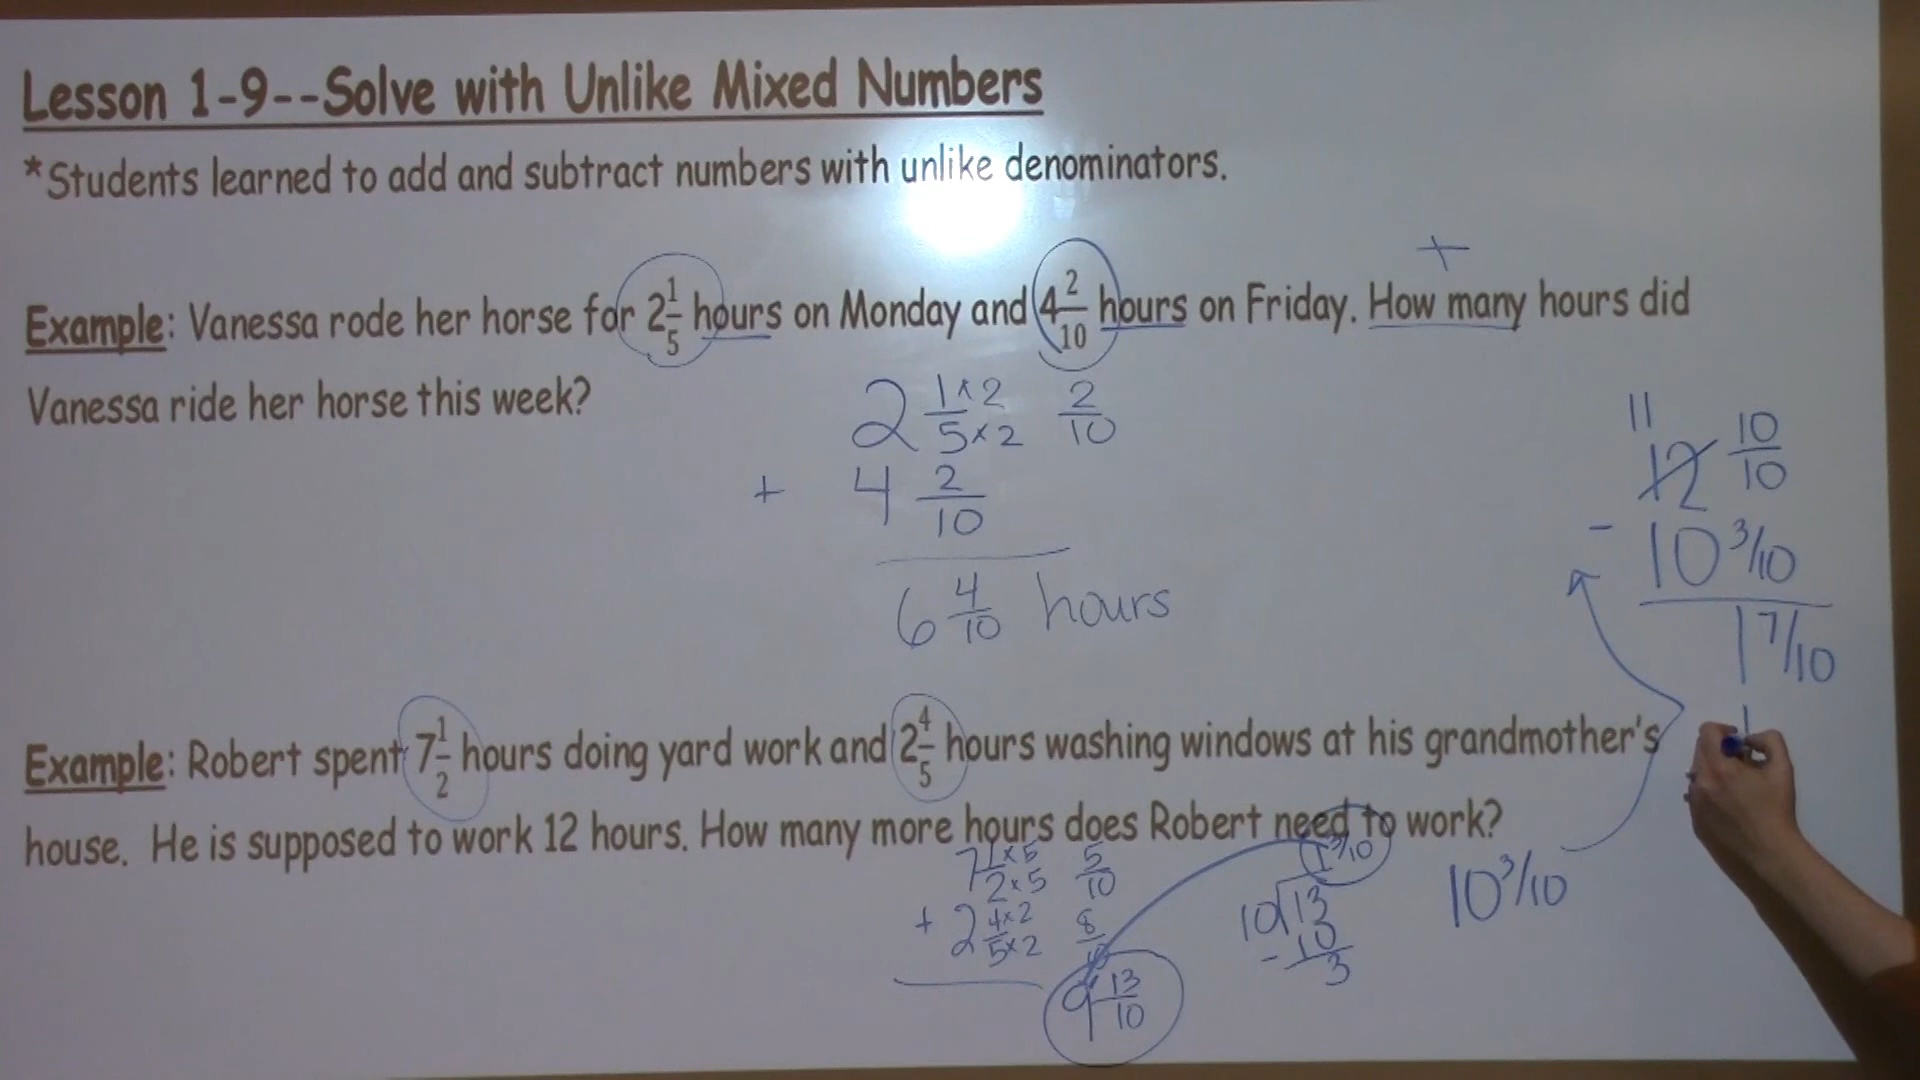 Lesson 1-9--Solve with Unlike Mixed Numbers
*Students learned to add and subtract numbers with unlike denominators.
+
Example: Vanessa rode her horse for 2 1/5 hours on Monday and 4 2/10 hours on Friday. How many hours did
Vanessa ride her horse this week?
2 1×2/5×2 2/10
+ 4 2/10
6 4/10 hours
11
12 10/10
- 10 3/10
1 7/10
Example: Robert spent 7 1/2 hours doing yard work and 2 4/5 hours washing windows at his grandmother's
house. He is supposed to work 12 hours. How many more hours does Robert need to work?
7 1×5/2×5 5/10
+ 2 4×2/5×2 8/10
9 13/10
1 3/10
10 13
- 10
3
10 3/10